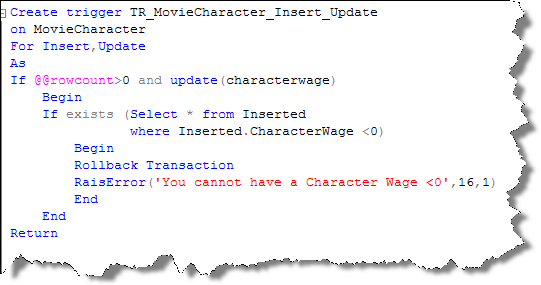 Create trigger TR_MovieCharacter_Insert_Update
on MovieCharacter
For Insert,Update
As
If @@rowcount>0 and update(characterwage)
Begin
If exists (Select * from Inserted
where Inserted.CharacterWage <0)
Begin
Rollback Transaction
RaisError('You cannot have a Character Wage <0',16,1)
End
End
Return